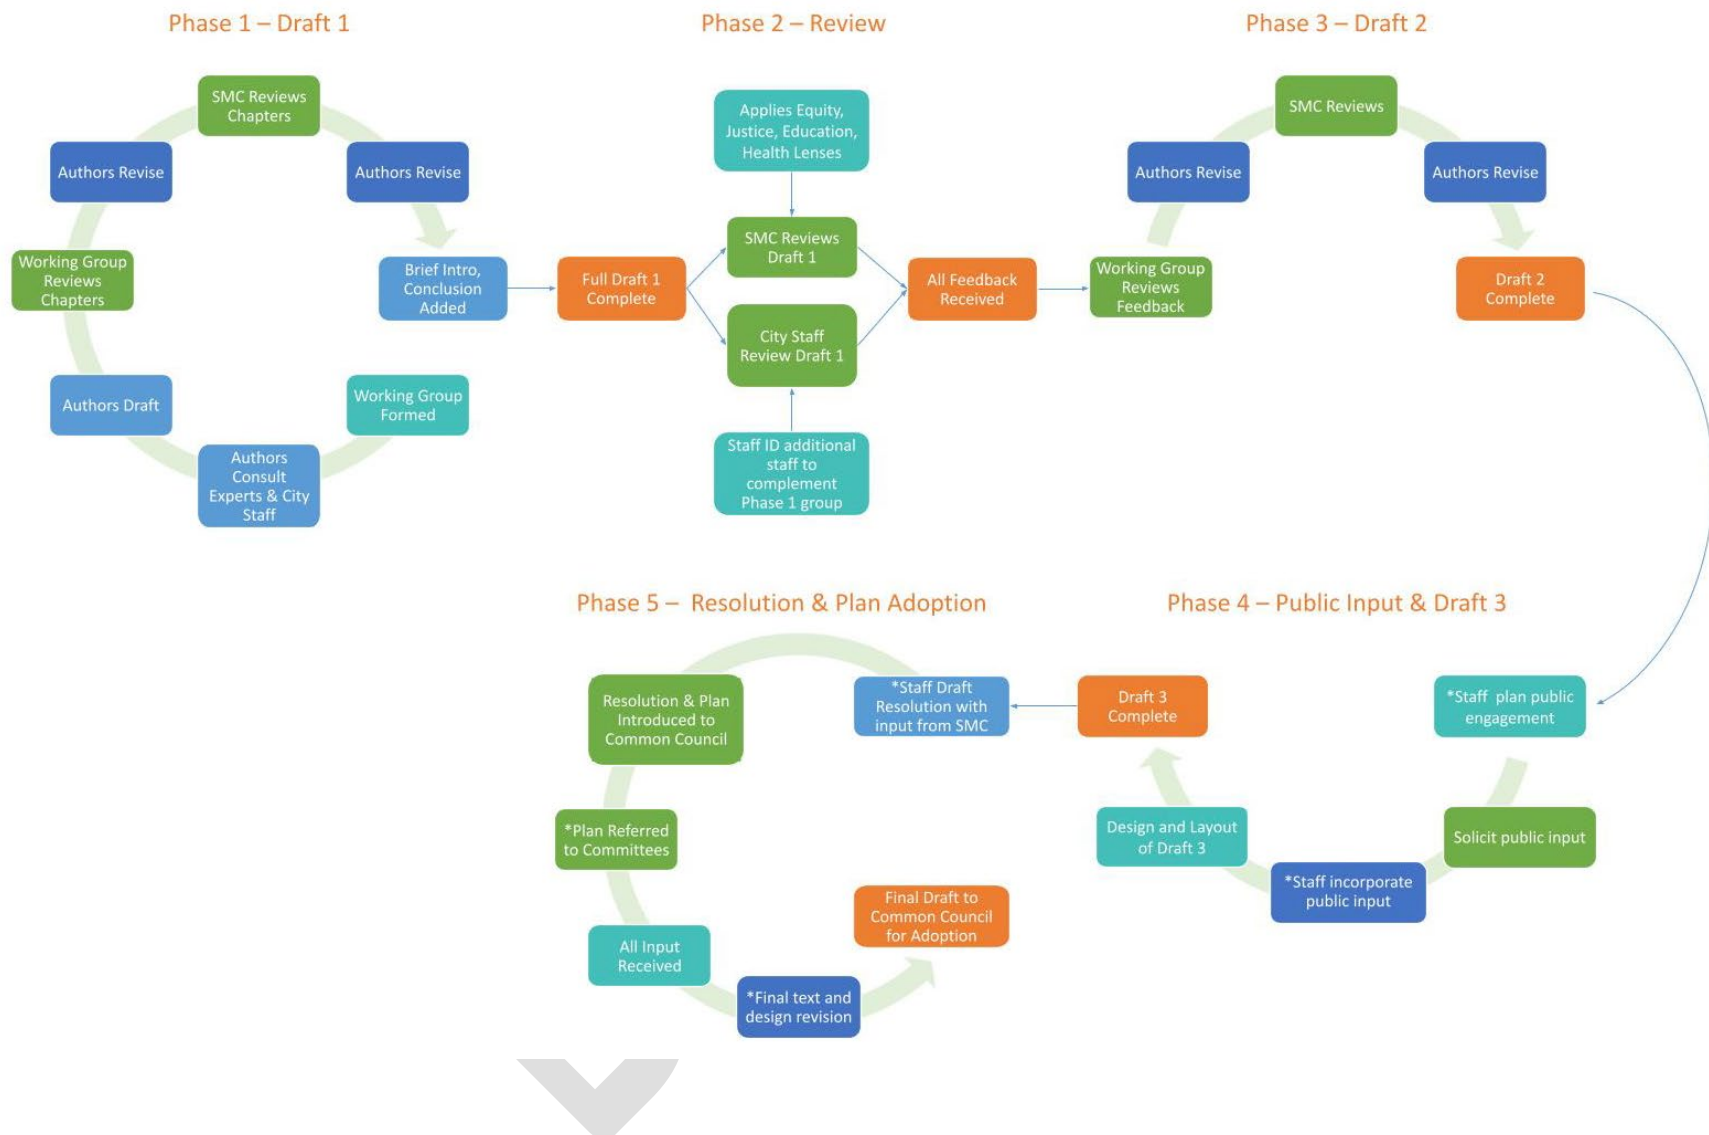 Phase 1 – Draft 1
SMC Reviews
Chapters
Authors Revise
Authors Revise
Working Group
Reviews
Chapters
Brief Intro,
Conclusion
Added
Authors Draft
Working Group
Formed
Authors
Consult
Experts & City
Staff
Phase 2 – Review
Applies Equity,
Justice, Education,
Health Lenses
SMC Reviews
Draft 1
Full Draft 1
Complete
All Feedback
Received
City Staff
Review Draft 1
Staff ID additional
staff to
complement
Phase 1 group
Phase 3 – Draft 2
SMC Reviews
Authors Revise
Authors Revise
Working Group
Reviews
Feedback
Draft 2
Complete
Phase 4 – Public Input & Draft 3
*Staff plan public
engagement
Solicit public input
*Staff incorporate
public input
Design and Layout
of Draft 3
Draft 3
Complete
Phase 5 – Resolution & Plan Adoption
*Staff Draft
Resolution with
input from SMC
Resolution & Plan
Introduced to
Common Council
*Plan Referred
to Committees
All Input
Received
*Final text and
design revision
Final Draft to
Common Council
for Adoption